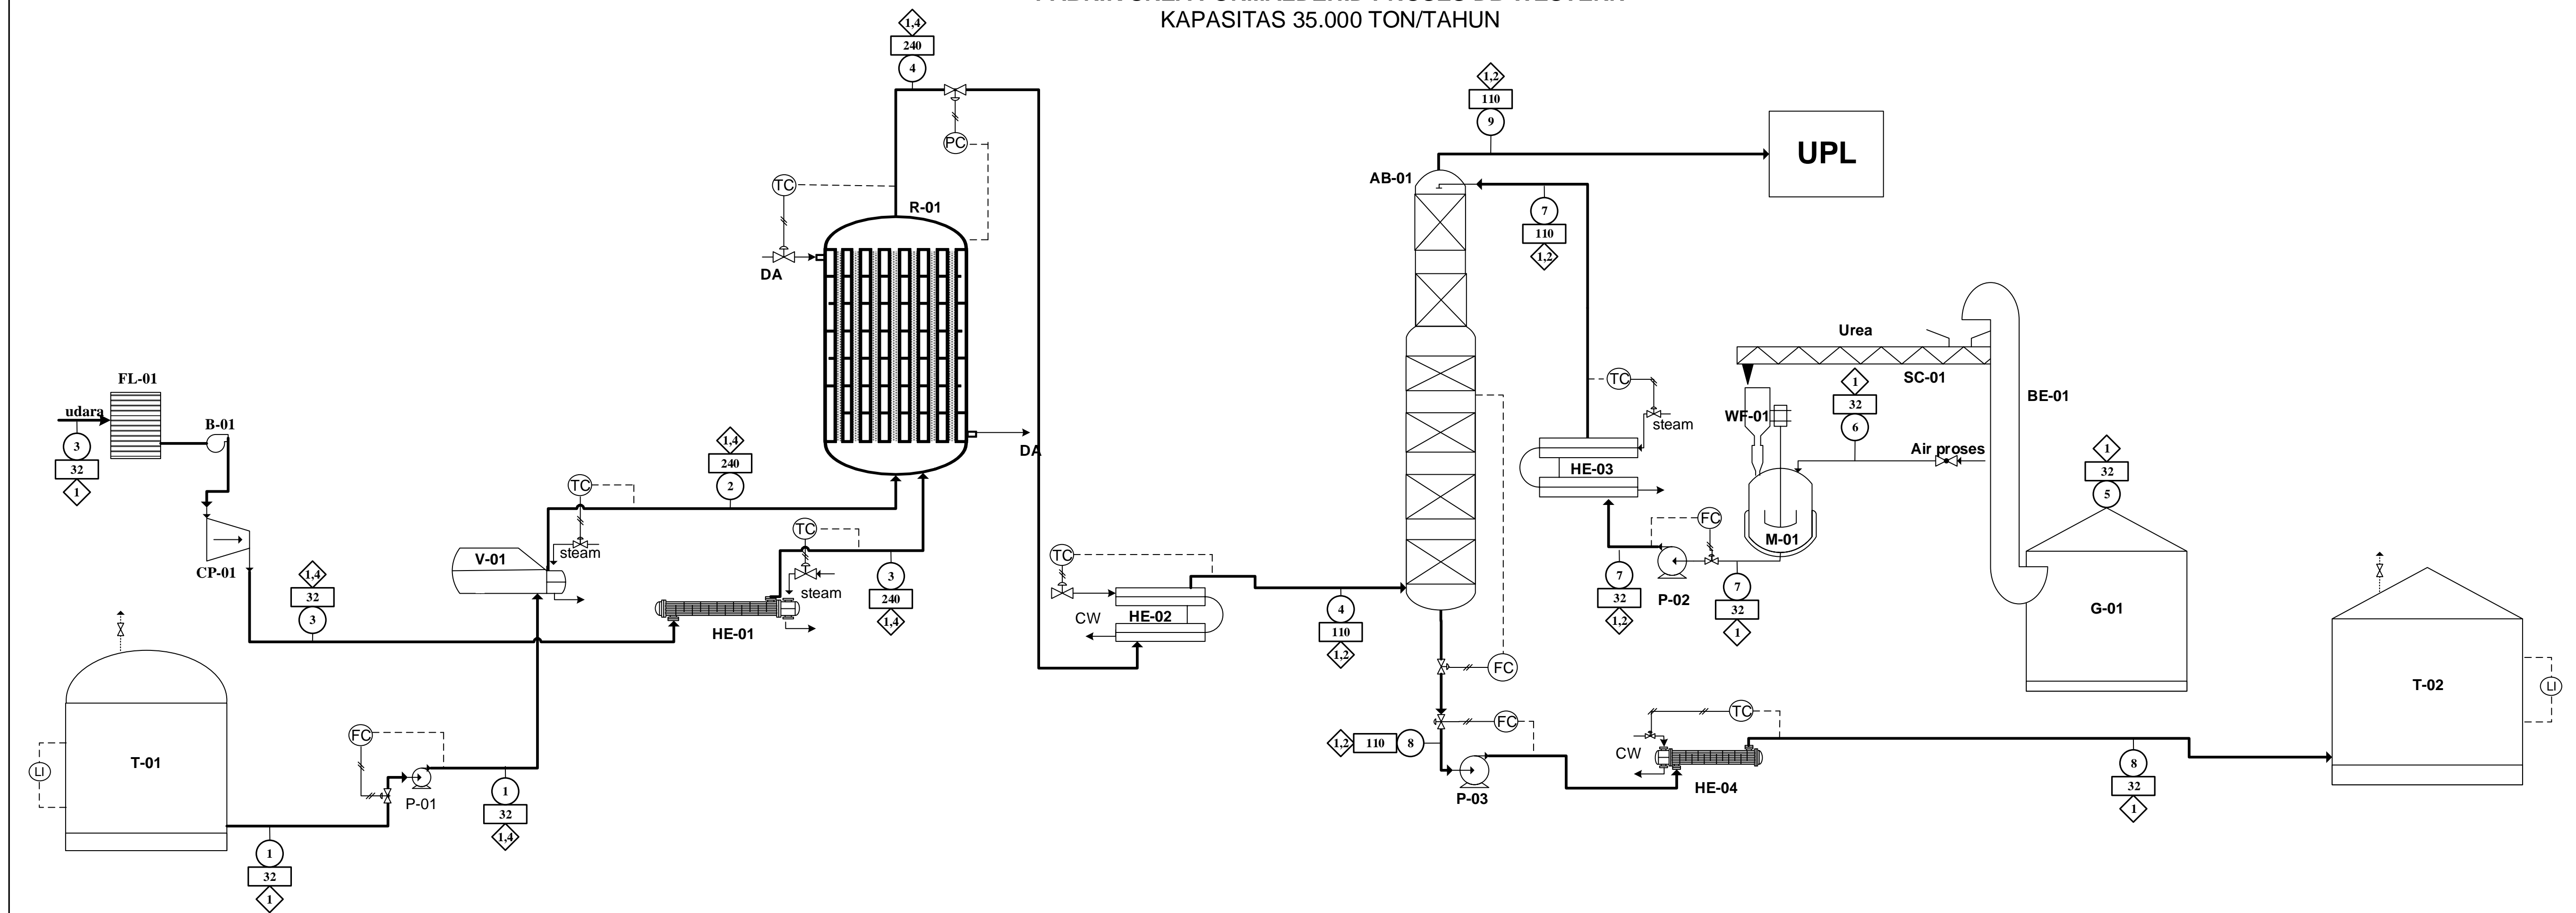 KAPASITAS 35.000 TON/TAHUN
1,4
240
4
PC
TC
R-01
DA
DA
1,2
110
9
UPL
AB-01
7
110
1,2
FL-01
udara
3
32
1
B-01
CP-01
1,4
32
3
V-01
TC
steam
1,4
240
2
TC
steam
HE-01
3
240
1,4
T-01
LI
FC
P-01
1
32
1
1
32
1,4
TC
CW
HE-02
4
110
1,2
FC
FC
1,2
110
8
P-03
TC
steam
HE-03
FC
7
32
1,2
P-02
7
32
1
Urea
SC-01
WF-01
1
32
6
Air proses
M-01
BE-01
1
32
5
G-01
TC
CW
HE-04
8
32
1
T-02
LI